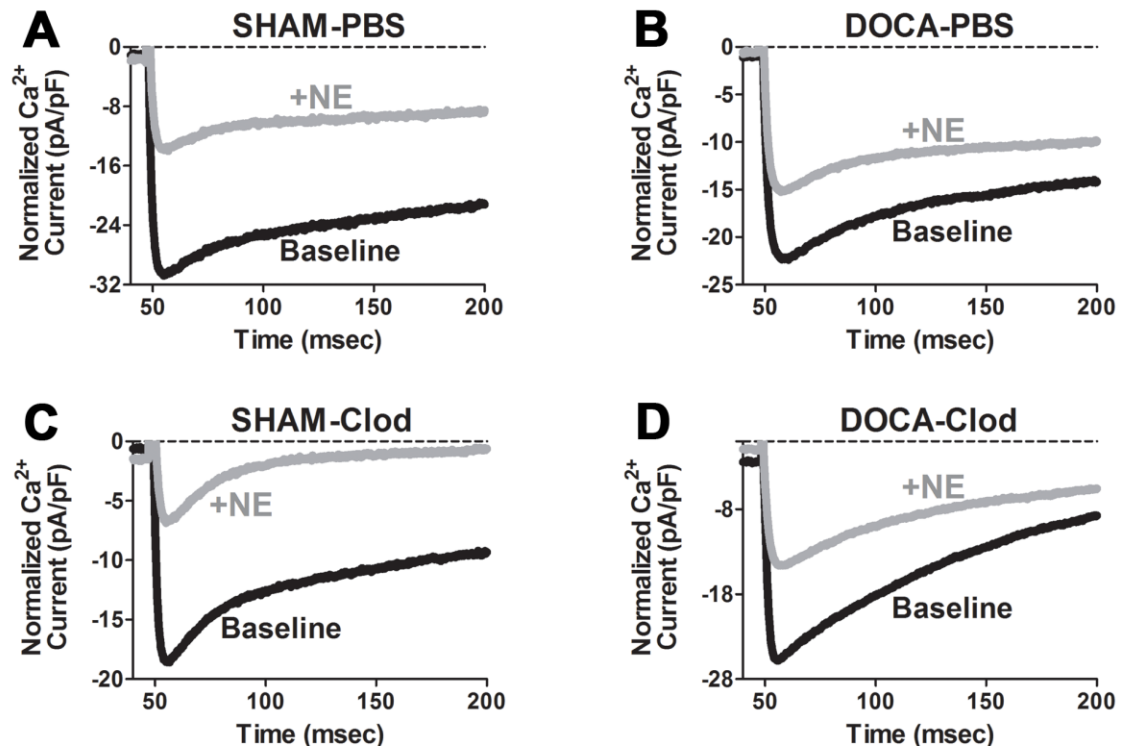 A
SHAM-PBS
Normalized Ca2+
Current (pA/pF)
0
-8
-16
-24
-32
+NE
Baseline
50
100
150
200
Time (msec)
B
DOCA-PBS
Normalized Ca2+
Current (pA/pF)
0
-5
-10
-15
-20
-25
+NE
Baseline
50
100
150
200
Time (msec)
C
SHAM-Clod
Normalized Ca2+
Current (pA/pF)
0
-5
-10
-15
-20
+NE
Baseline
50
100
150
200
Time (msec)
D
DOCA-Clod
Normalized Ca2+
Current (pA/pF)
-8
-18
-28
+NE
Baseline
50
100
150
200
Time (msec)